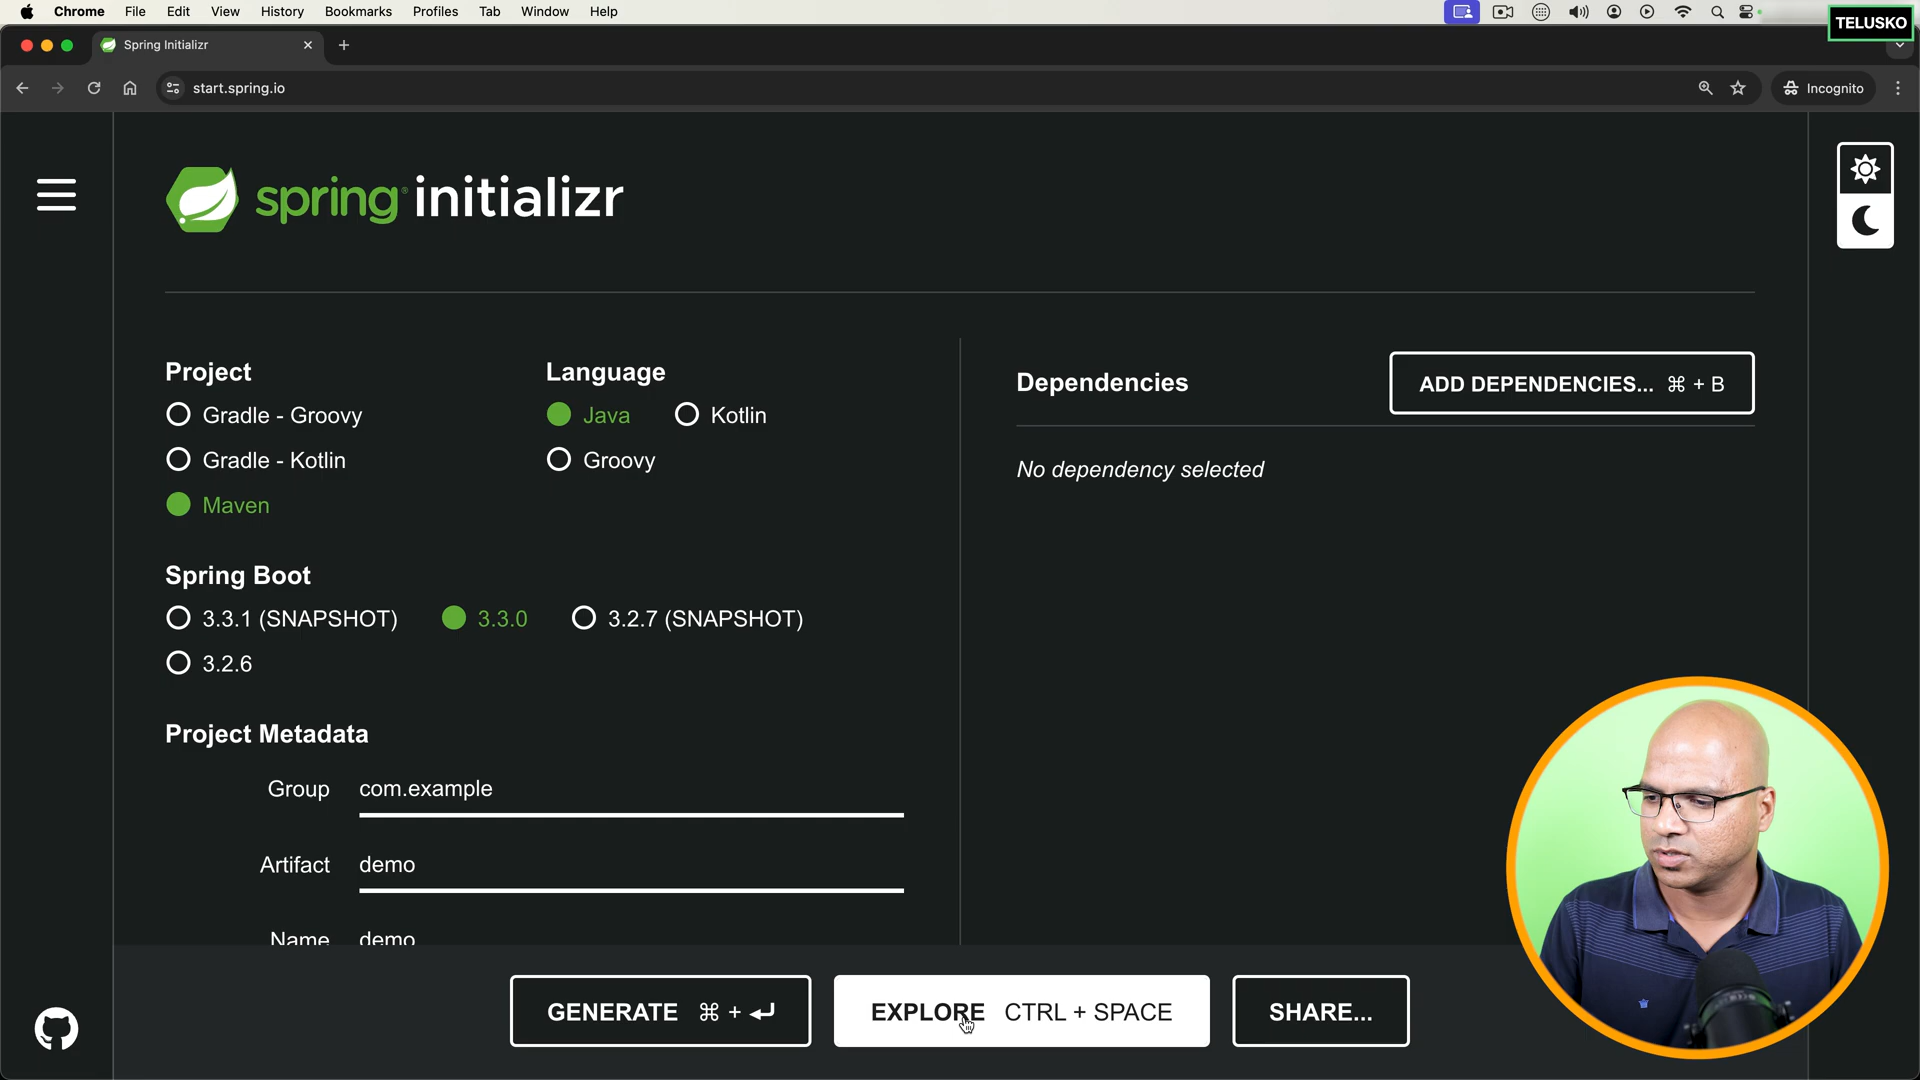 Chrome File Edit View History Bookmarks Profiles Tab Window Help
TELUSKO
Spring Initializr
start.spring.io
Incognito
spring initializr
Project
Gradle - Groovy
Gradle - Kotlin
Maven
Language
Java Kotlin
Groovy
Spring Boot
3.3.1 (SNAPSHOT) 3.3.0 3.2.7 (SNAPSHOT)
3.2.6
Project Metadata
Group com.example
Artifact demo
Name demo
Dependencies
ADD DEPENDENCIES... ⌘ + B
No dependency selected
GENERATE ⌘ + ⏎
EXPLORE CTRL + SPACE
SHARE...